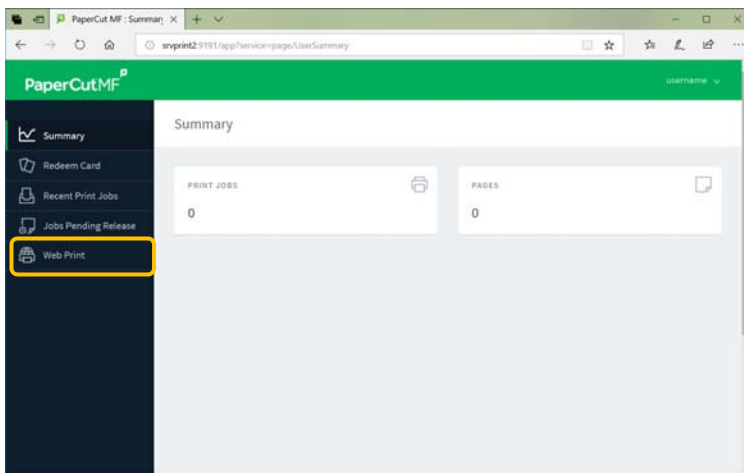 PaperCut MF : Summary
srvprint2:9191/app?service=page/UserSummary
PaperCutMF
username
Summary
Summary
Redeem Card
PRINT JOBS
PAGES
Recent Print Jobs
0
0
Jobs Pending Release
Web Print